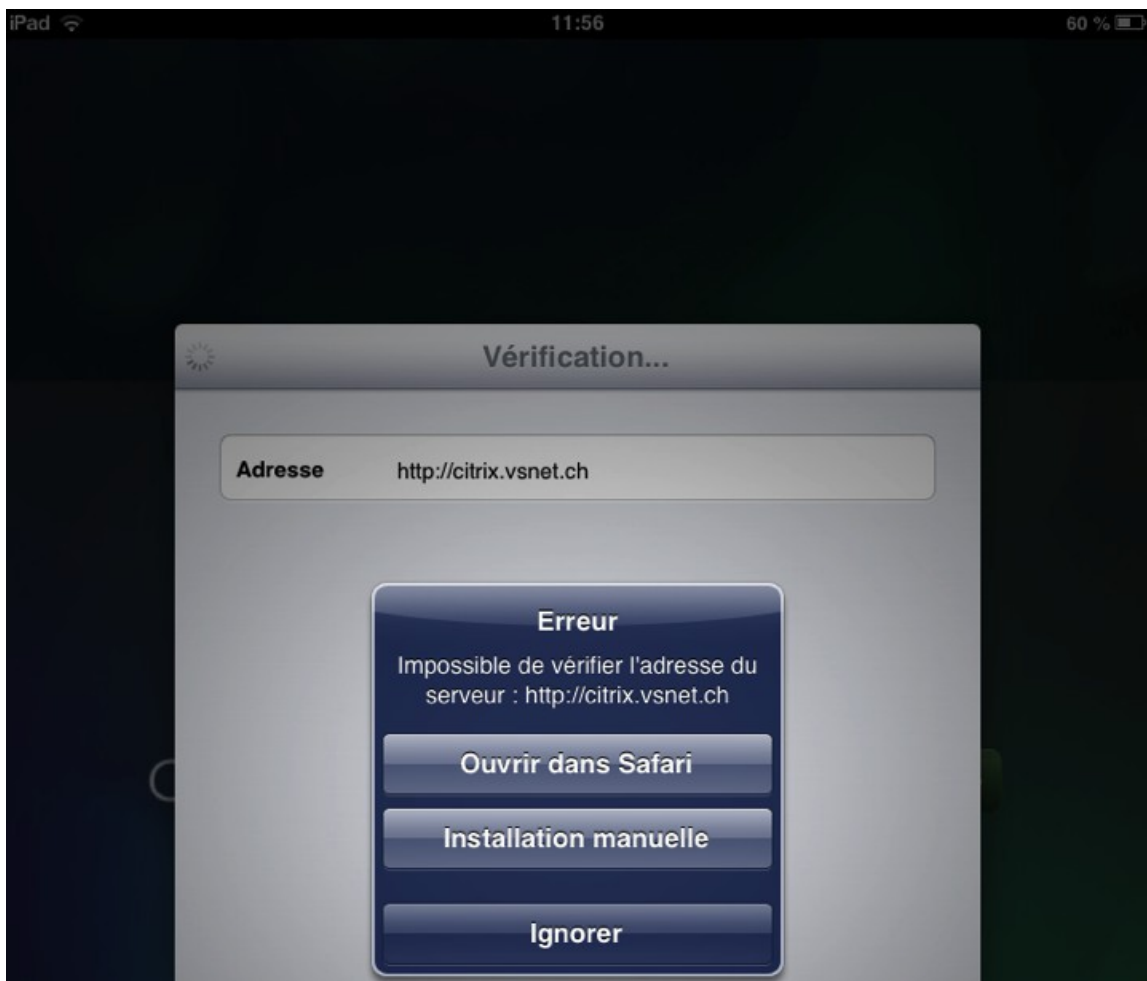 iPad 11:56 60 %
Vérification...
Adresse http://citrix.vsnet.ch
Erreur
Impossible de vérifier l'adresse du
serveur : http://citrix.vsnet.ch
Ouvrir dans Safari
Installation manuelle
Ignorer